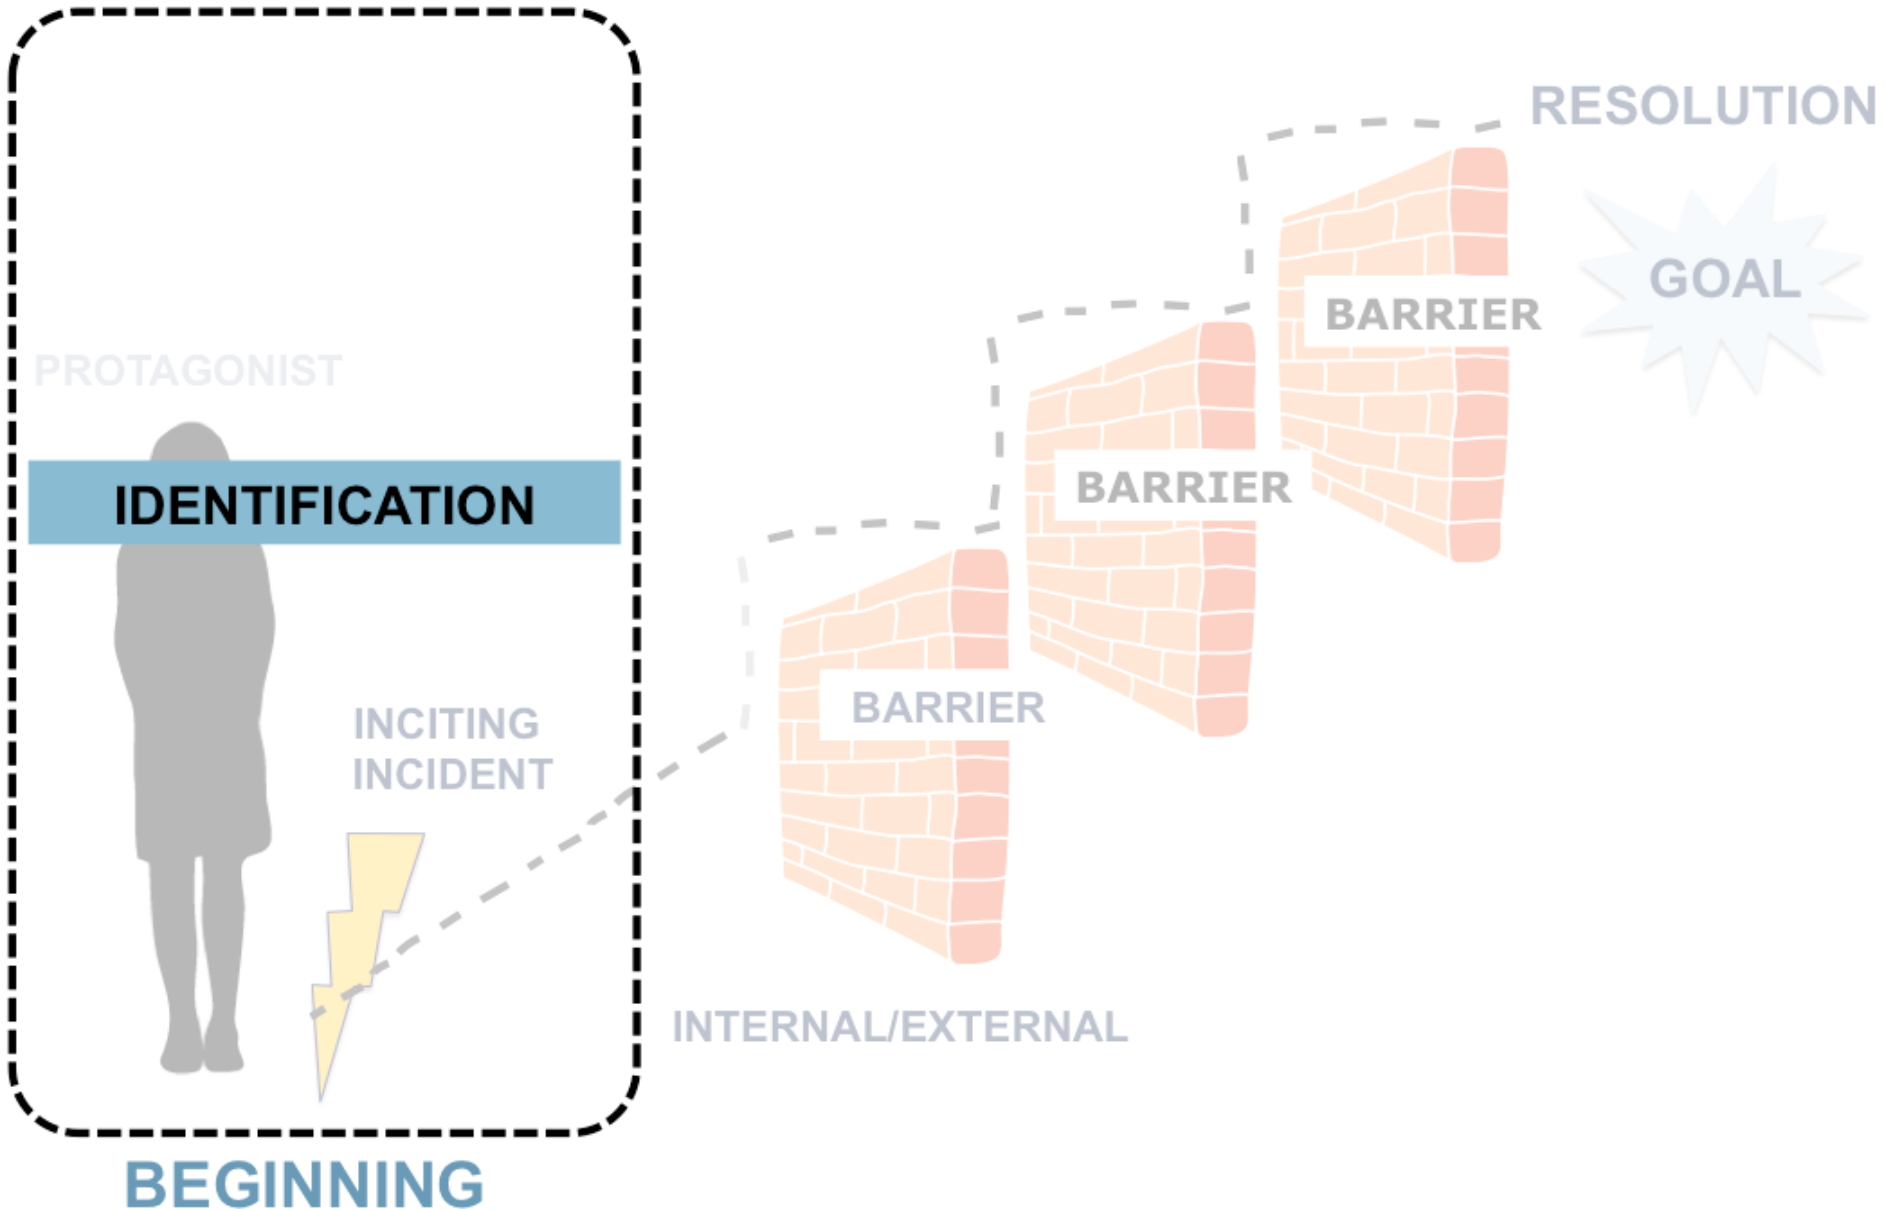 RESOLUTION
GOAL
BARRIER
PROTAGONIST
BARRIER
IDENTIFICATION
BARRIER
INCITING
INCIDENT
INTERNAL/EXTERNAL
BEGINNING